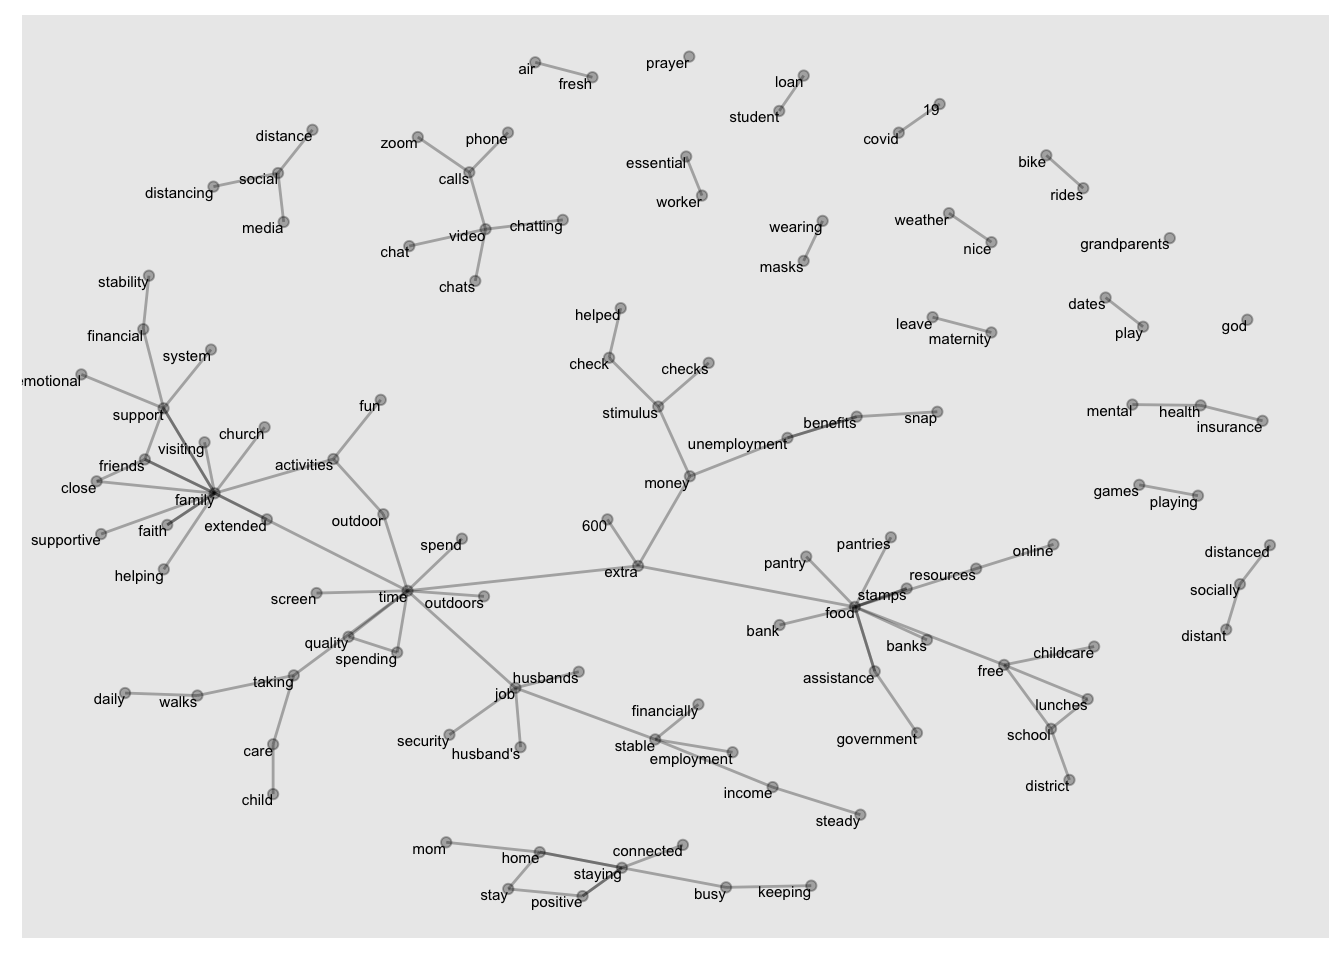 air
fresh
prayer
loan
student
19
covid
distance
social
distancing
media
zoom
phone
calls
video
chatting
chat
chats
essential
worker
bike
rides
wearing
masks
weather
nice
grandparents
stability
financial
system
emotional
support
helped
check
checks
stimulus
leave
maternity
dates
play
god
fun
church
visiting
friends
activities
close
family
faith
extended
supportive
helping
outdoor
unemployment
benefits
snap
money
mental
health
insurance
games
playing
600
extra
spend
screen
time
outdoors
quality
spending
pantry
pantries
online
resources
stamps
food
bank
banks
distanced
socially
distant
assistance
government
free
childcare
lunches
school
district
taking
daily
walks
care
child
husbands
job
security
husband's
financially
stable
employment
income
steady
mom
home
connected
staying
stay
positive
busy
keeping